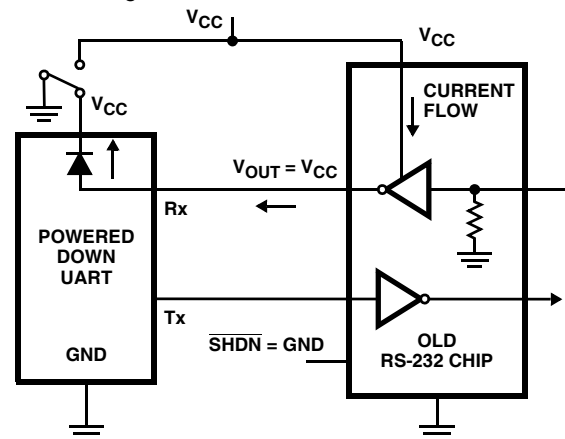 VCC
VCC
VCC
CURRENT
FLOW
VOUT = VCC
Rx
POWERED
DOWN
UART
Tx
GND
SHDN = GND
OLD
RS-232 CHIP